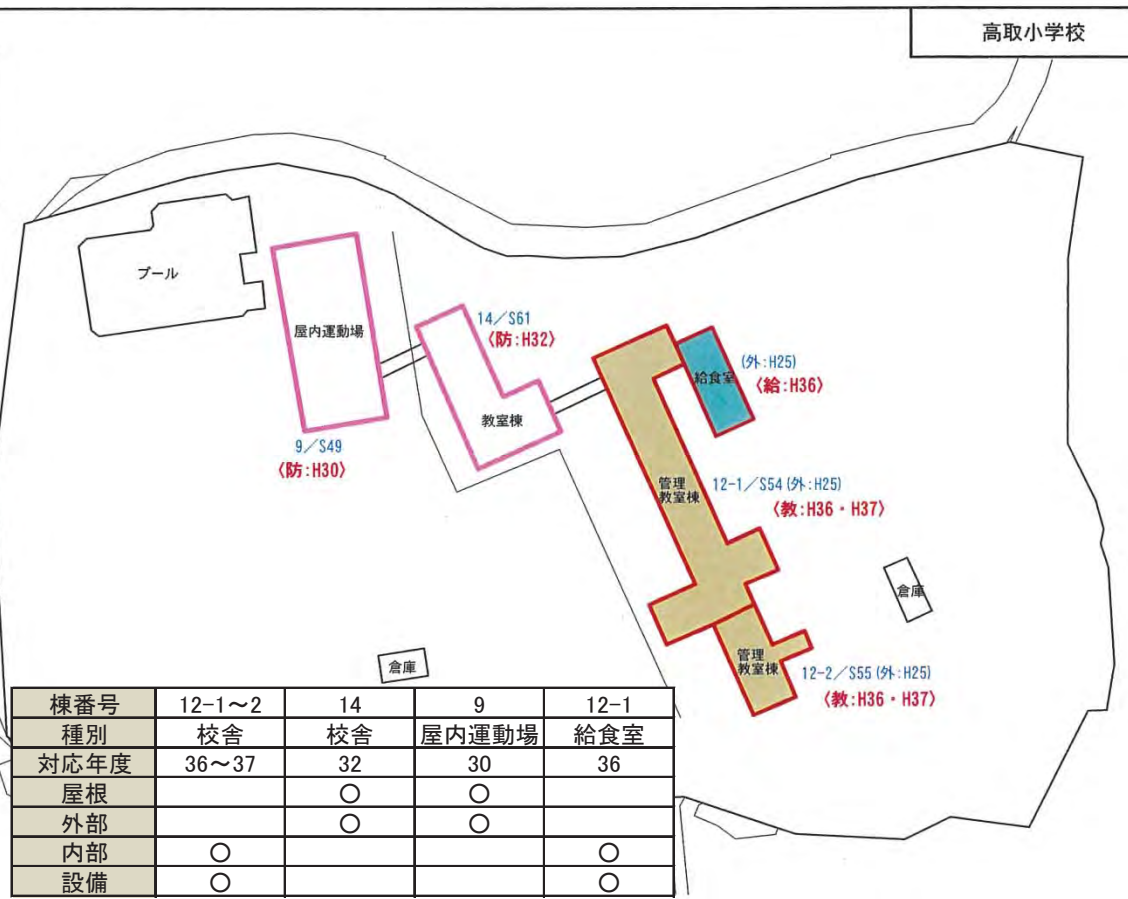 高取小学校
プール
屋内運動場
9/S49
〈防:H30〉
14/S61
〈防:H32〉
教室棟
給食室
(外:H25)
〈給:H36〉
管理
教室棟
12-1/S54 (外:H25)
〈教:H36・H37〉
倉庫
管理
教室棟
12-2/S55 (外:H25)
〈教:H36・H37〉
倉庫
棟番号 12-1～2 14 9 12-1
種別 校舎 校舎 屋内運動場 給食室
対応年度 36～37 32 30 36
屋根 ○ ○
外部 ○ ○
内部 ○ ○
設備 ○ ○